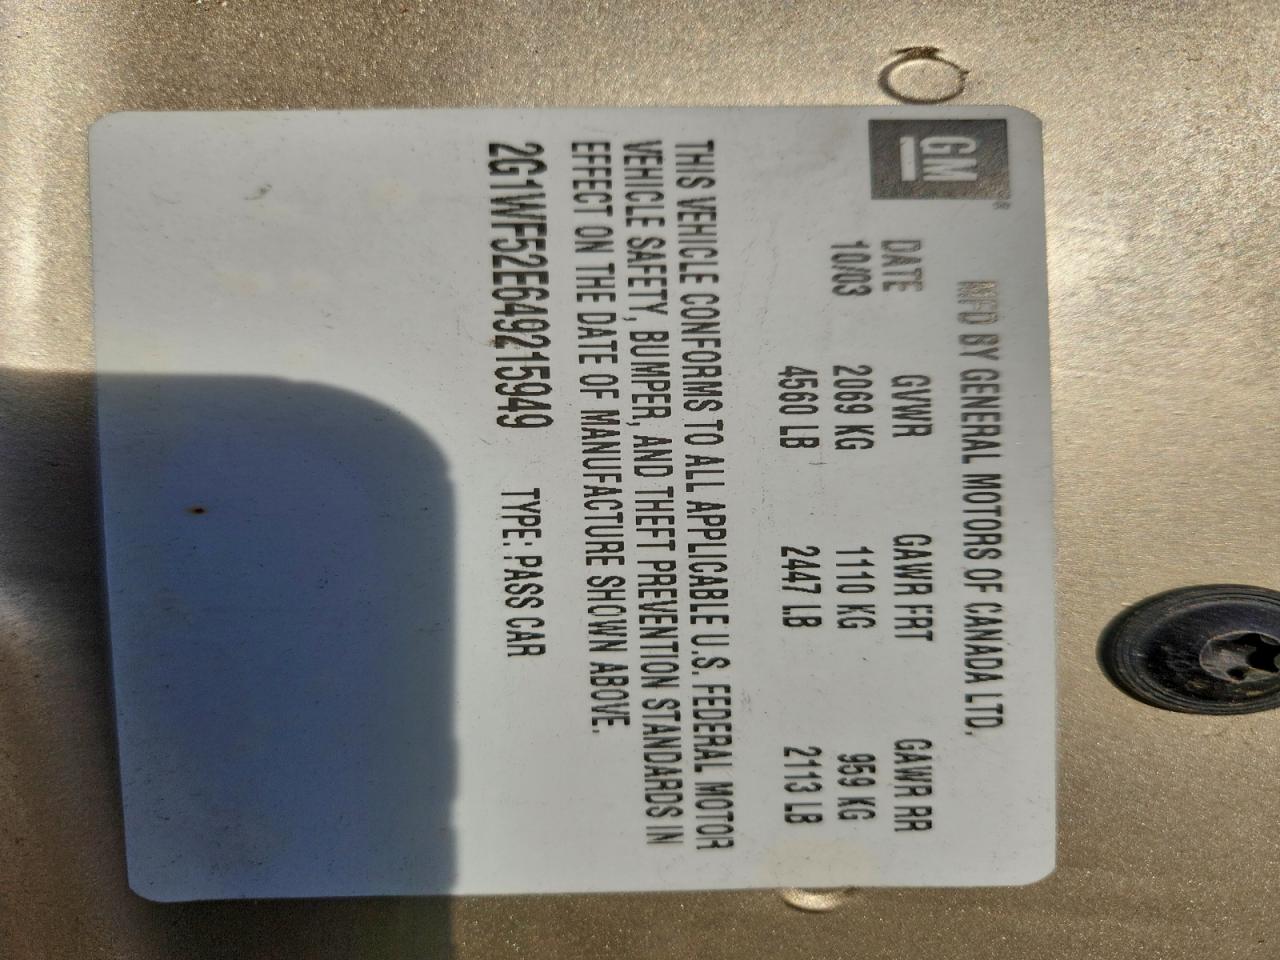 GM
MFD BY GENERAL MOTORS OF CANADA LTD.
DATE GVWR GAWR FRT GAWR RR
10/03 2069 KG 1110 KG 959 KG
4560 LB 2447 LB 2113 LB
THIS VEHICLE CONFORMS TO ALL APPLICABLE U.S. FEDERAL MOTOR
VEHICLE SAFETY, BUMPER, AND THEFT PREVENTION STANDARDS IN
EFFECT ON THE DATE OF MANUFACTURE SHOWN ABOVE.
2G1WF52E649215949 TYPE: PASS CAR